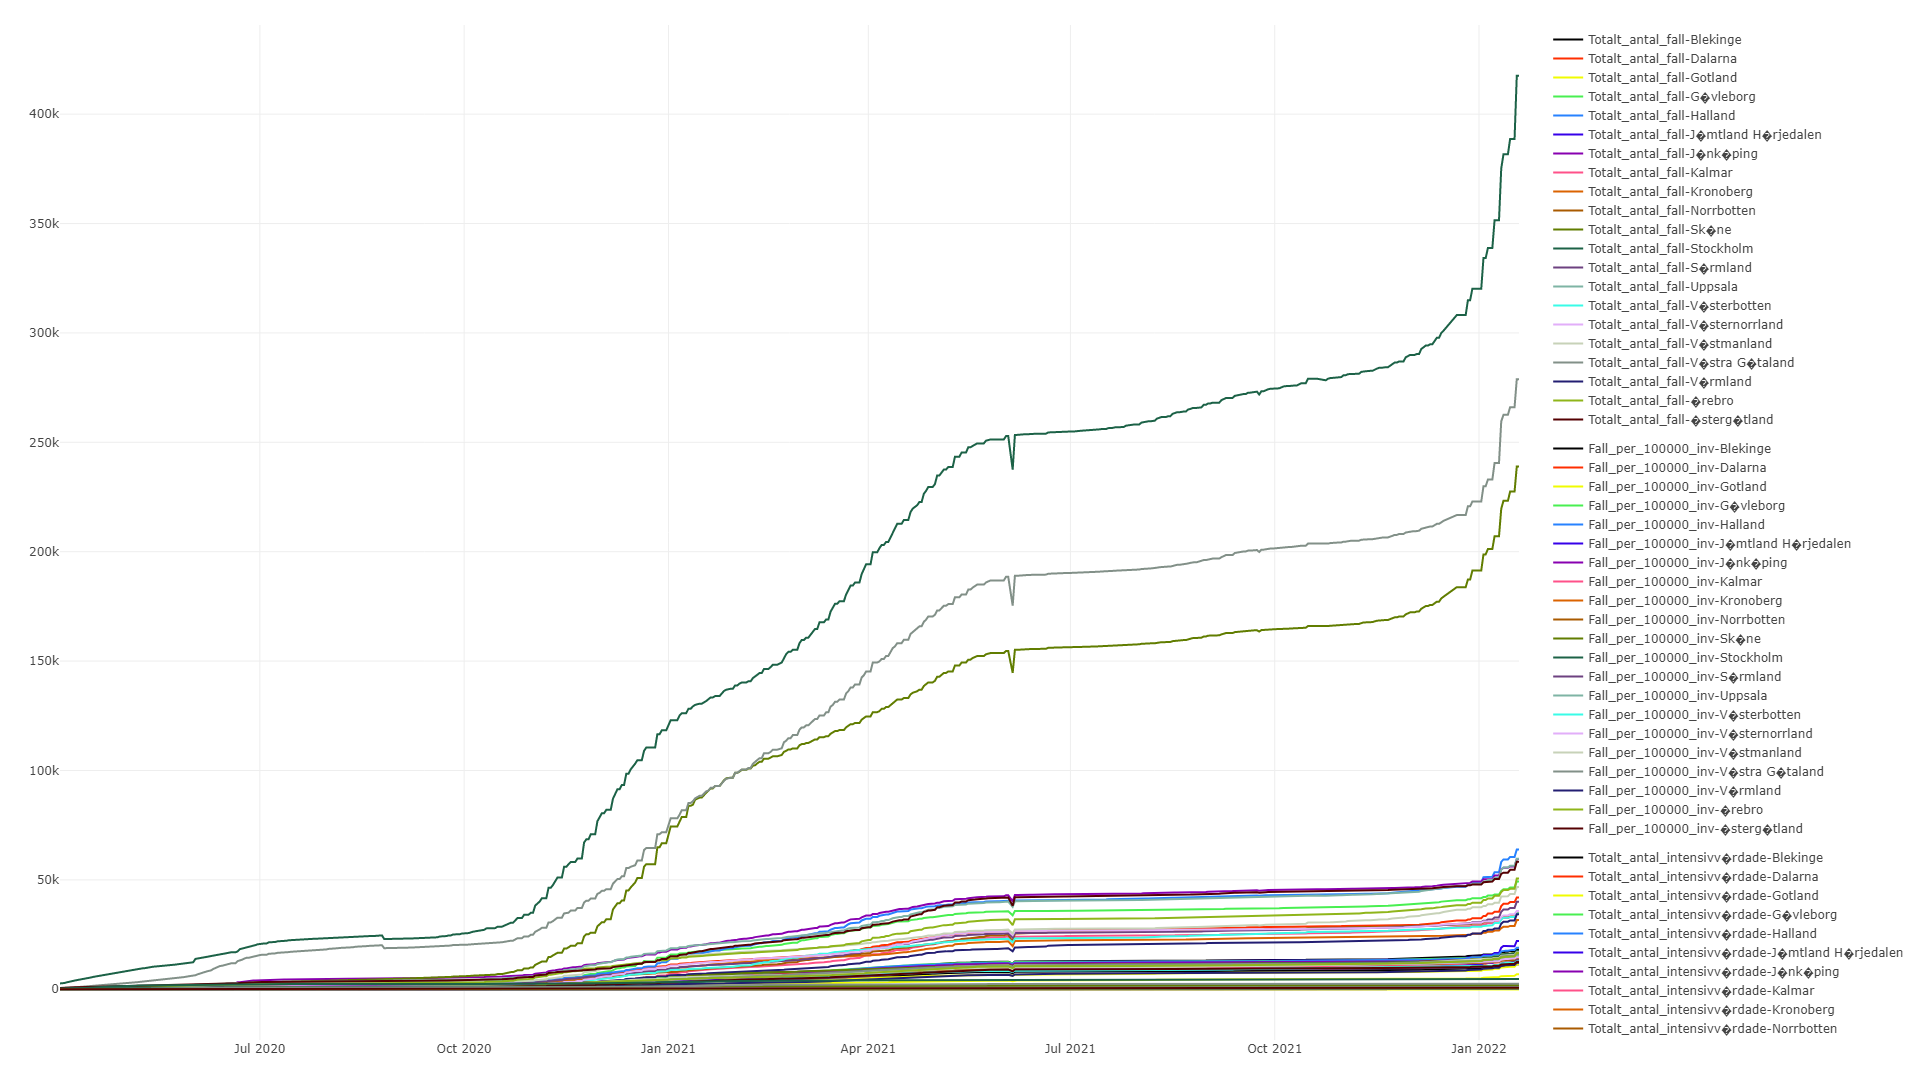 400k
350k
300k
250k
200k
150k
100k
50k
0
Jul 2020
Oct 2020
Jan 2021
Apr 2021
Jul 2021
Oct 2021
Jan 2022
Totalt_antal_fall-Blekinge
Totalt_antal_fall-Dalarna
Totalt_antal_fall-Gotland
Totalt_antal_fall-G�vleborg
Totalt_antal_fall-Halland
Totalt_antal_fall-J�mtland H�rjedalen
Totalt_antal_fall-J�nk�ping
Totalt_antal_fall-Kalmar
Totalt_antal_fall-Kronoberg
Totalt_antal_fall-Norrbotten
Totalt_antal_fall-Sk�ne
Totalt_antal_fall-Stockholm
Totalt_antal_fall-S�rmland
Totalt_antal_fall-Uppsala
Totalt_antal_fall-V�sterbotten
Totalt_antal_fall-V�sternorrland
Totalt_antal_fall-V�stmanland
Totalt_antal_fall-V�stra G�taland
Totalt_antal_fall-V�rmland
Totalt_antal_fall-�rebro
Totalt_antal_fall-�sterg�tland
Fall_per_100000_inv-Blekinge
Fall_per_100000_inv-Dalarna
Fall_per_100000_inv-Gotland
Fall_per_100000_inv-G�vleborg
Fall_per_100000_inv-Halland
Fall_per_100000_inv-J�mtland H�rjedalen
Fall_per_100000_inv-J�nk�ping
Fall_per_100000_inv-Kalmar
Fall_per_100000_inv-Kronoberg
Fall_per_100000_inv-Norrbotten
Fall_per_100000_inv-Sk�ne
Fall_per_100000_inv-Stockholm
Fall_per_100000_inv-S�rmland
Fall_per_100000_inv-Uppsala
Fall_per_100000_inv-V�sterbotten
Fall_per_100000_inv-V�sternorrland
Fall_per_100000_inv-V�stmanland
Fall_per_100000_inv-V�stra G�taland
Fall_per_100000_inv-V�rmland
Fall_per_100000_inv-�rebro
Fall_per_100000_inv-�sterg�tland
Totalt_antal_intensivv�rdade-Blekinge
Totalt_antal_intensivv�rdade-Dalarna
Totalt_antal_intensivv�rdade-Gotland
Totalt_antal_intensivv�rdade-G�vleborg
Totalt_antal_intensivv�rdade-Halland
Totalt_antal_intensivv�rdade-J�mtland H�rjedalen
Totalt_antal_intensivv�rdade-J�nk�ping
Totalt_antal_intensivv�rdade-Kalmar
Totalt_antal_intensivv�rdade-Kronoberg
Totalt_antal_intensivv�rdade-Norrbotten